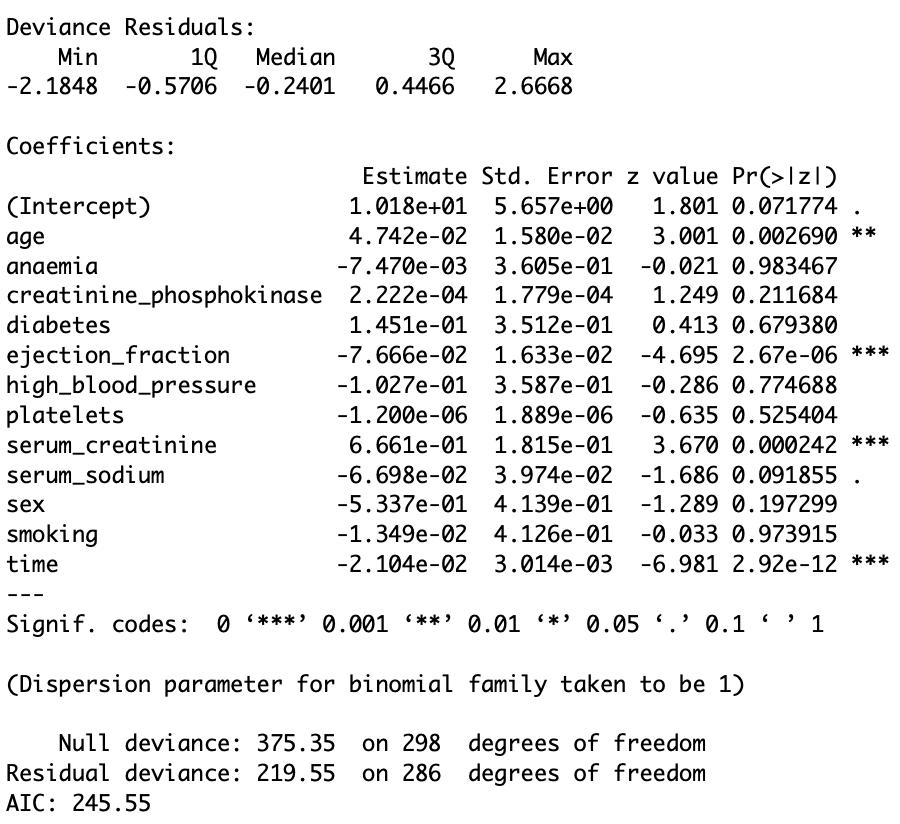 Deviance Residuals:
    Min       1Q   Median       3Q      Max
-2.1848  -0.5706  -0.2401   0.4466   2.6668

Coefficients:
                           Estimate Std. Error z value Pr(>|z|)
(Intercept)               1.018e+01  5.657e+00   1.801 0.071774 .
age                       4.742e-02  1.580e-02   3.001 0.002690 **
anaemia                  -7.470e-03  3.605e-01  -0.021 0.983467
creatinine_phosphokinase  2.222e-04  1.779e-04   1.249 0.211684
diabetes                  1.451e-01  3.512e-01   0.413 0.679380
ejection_fraction        -7.666e-02  1.633e-02  -4.695 2.67e-06 ***
high_blood_pressure      -1.027e-01  3.587e-01  -0.286 0.774688
platelets                -1.200e-06  1.889e-06  -0.635 0.525404
serum_creatinine          6.661e-01  1.815e-01   3.670 0.000242 ***
serum_sodium             -6.698e-02  3.974e-02  -1.686 0.091855 .
sex                      -5.337e-01  4.139e-01  -1.289 0.197299
smoking                  -1.349e-02  4.126e-01  -0.033 0.973915
time                     -2.104e-02  3.014e-03  -6.981 2.92e-12 ***
---
Signif. codes:  0 ‘***’ 0.001 ‘**’ 0.01 ‘*’ 0.05 ‘.’ 0.1 ‘ ’ 1

(Dispersion parameter for binomial family taken to be 1)

    Null deviance: 375.35  on 298  degrees of freedom
Residual deviance: 219.55  on 286  degrees of freedom
AIC: 245.55